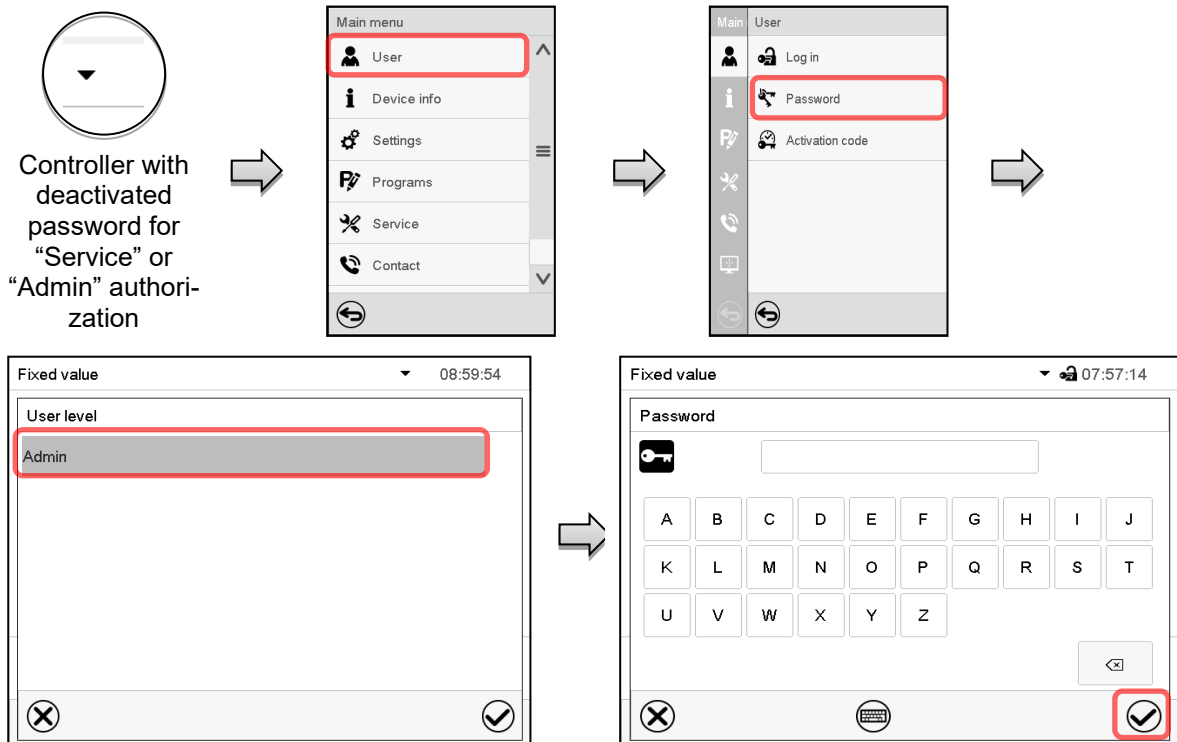 Controller with
deactivated
password for
“Service” or
“Admin” authori-
zation
Main menu
User
Device info
Settings
Programs
Service
Contact
Main
User
Log in
Password
Activation code
Fixed value 08:59:54
User level
Admin
Fixed value 07:57:14
Password
A B C D E F G H I J
K L M N O P Q R S T
U V W X Y Z